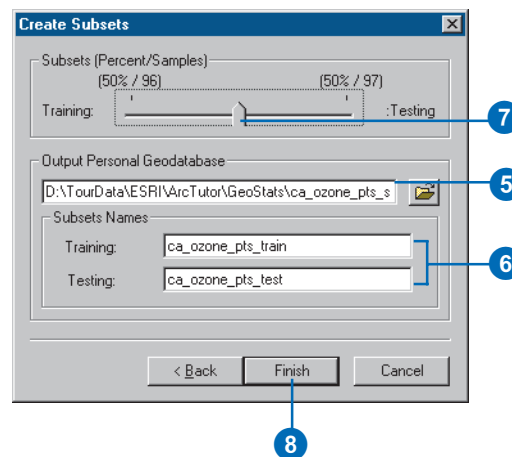 Create Subsets
Subsets (Percent/Samples)
(50% / 96) (50% / 97)
Training: :Testing
7
Output Personal Geodatabase
D:\TourData\ESRI\ArcTutor\GeoStats\ca_ozone_pts_s
5
Subsets Names
Training: ca_ozone_pts_train
Testing: ca_ozone_pts_test
6
< Back Finish Cancel
8